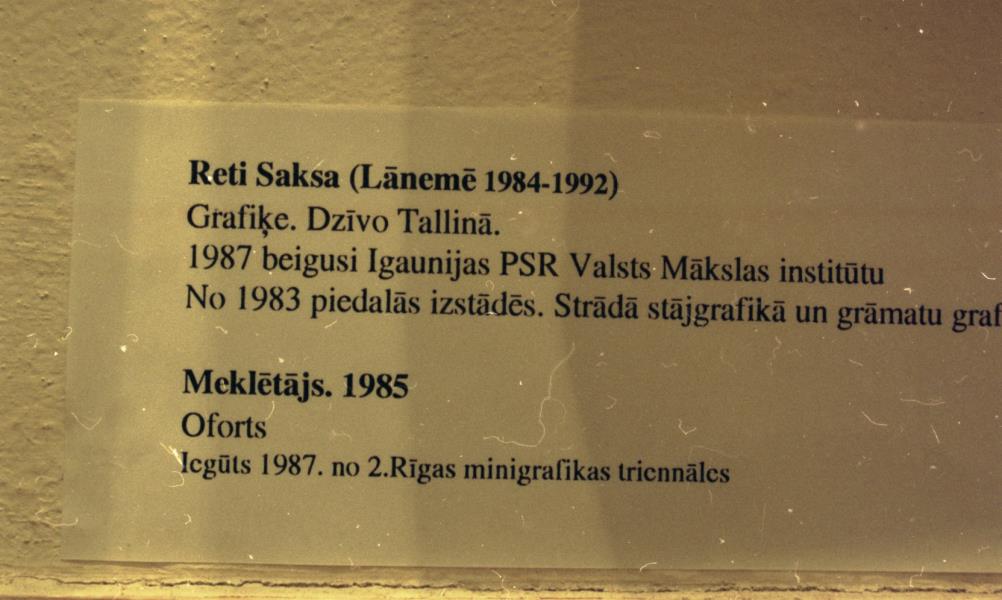 Reti Saksa (Lānemē 1984-1992)
Grafiķe. Dzīvo Tallinā.
1987 beigusi Igaunijas PSR Valsts Mākslas institūtu
No 1983 piedalās izstādēs. Strādā stājgrafikā un grāmatu graf
Meklētājs. 1985
Oforts
Iegūts 1987. no 2.Rīgas minigrafikas triennāles